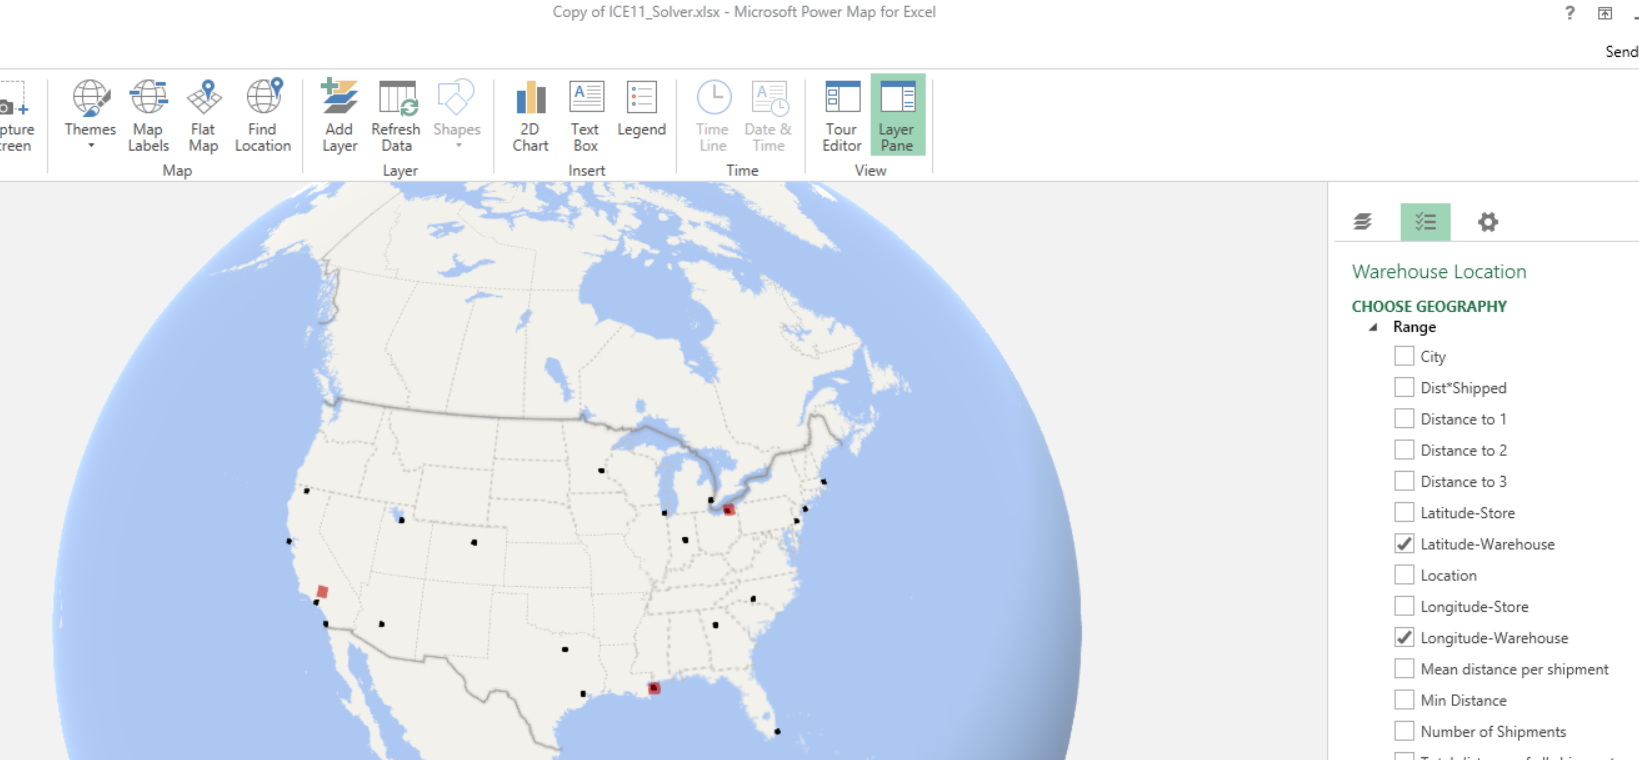 Copy of ICE11_Solver.xlsx - Microsoft Power Map for Excel
?
Send
pture
reen
Themes
Map
Labels
Flat
Map
Find
Location
Map
Add
Layer
Refresh
Data
Shapes
Layer
2D
Chart
Text
Box
Legend
Insert
Time
Line
Date &
Time
Time
Tour
Editor
Layer
Pane
View
Warehouse Location
CHOOSE GEOGRAPHY
Range
City
Dist*Shipped
Distance to 1
Distance to 2
Distance to 3
Latitude-Store
Latitude-Warehouse
Location
Longitude-Store
Longitude-Warehouse
Mean distance per shipment
Min Distance
Number of Shipments